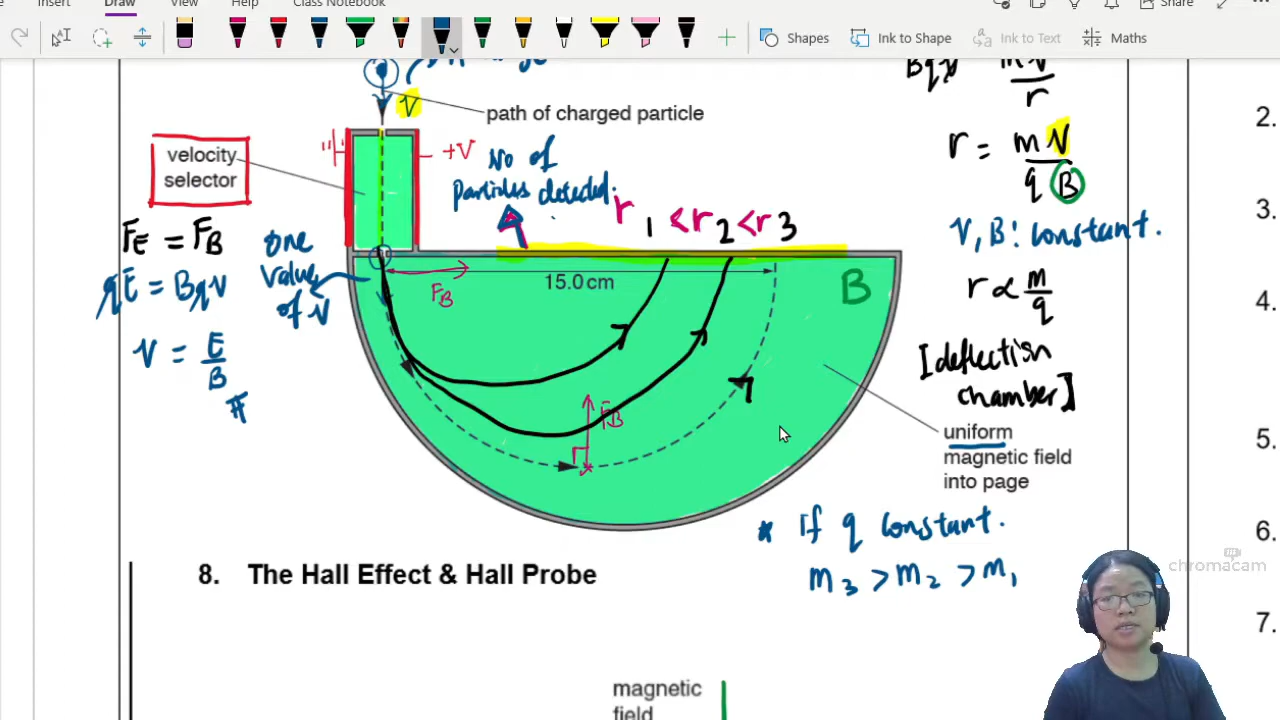 Insert
Draw
View
Help
Class Notebook
Share
Shapes
Ink to Shape
Ink to Text
Maths
V
path of charged particle
velocity
selector
+V
No of
particles detected.
r1 < r2 < r3
FE = FB
qE = Bqv
v = E/B
one
value
of v
FB
15.0 cm
B
FB
Bqv = mv/r
r = mv/qB
v, B : constant.
r ∝ m/q
[deflection
chamber]
uniform
magnetic field
into page
* If q constant.
m3 > m2 > m1
8. The Hall Effect & Hall Probe
magnetic
field
chromacam
2.
3.
4.
5.
6.
7.